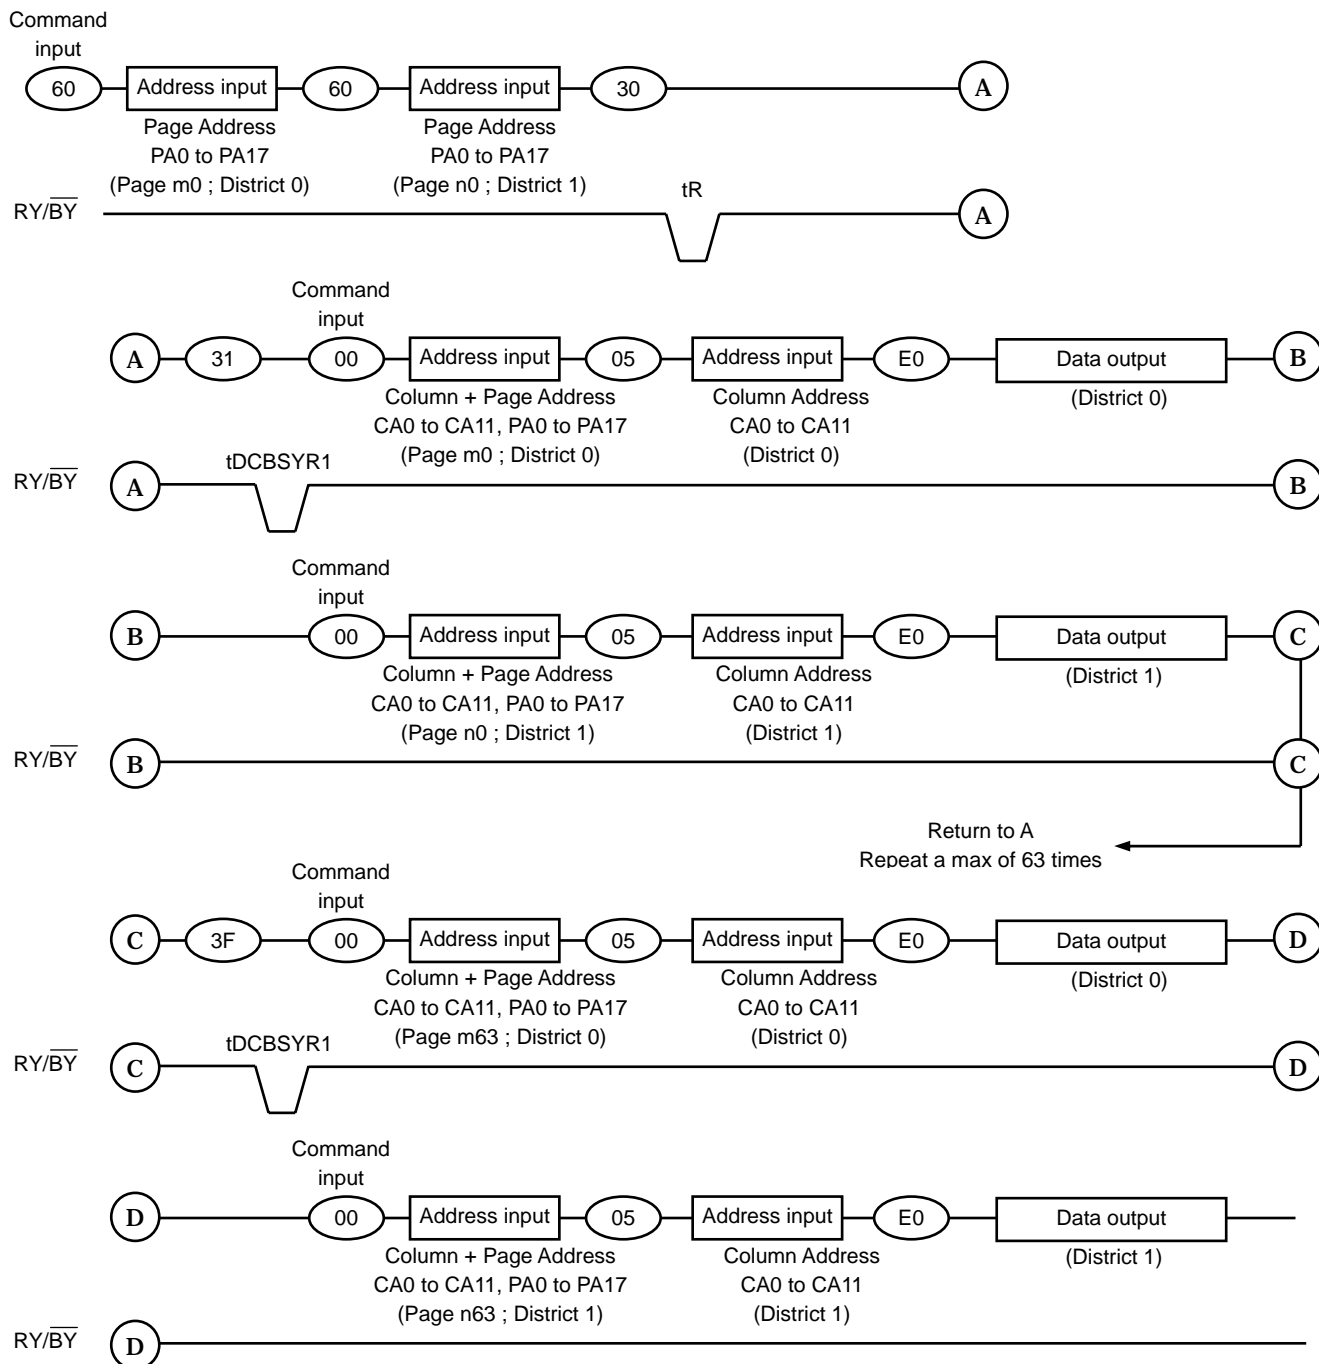 Command
input
60 Address input 60 Address input 30 A
Page Address Page Address
PA0 to PA17 PA0 to PA17
(Page m0 ; District 0) (Page n0 ; District 1)
tR
RY/BY A
Command
input
A 31 00 Address input 05 Address input E0 Data output B
Column + Page Address Column Address (District 0)
CA0 to CA11, PA0 to PA17 CA0 to CA11
(Page m0 ; District 0) (District 0)
tDCBSYR1
RY/BY A B
Command
input
B 00 Address input 05 Address input E0 Data output C
Column + Page Address Column Address (District 1)
CA0 to CA11, PA0 to PA17 CA0 to CA11
(Page n0 ; District 1) (District 1)
RY/BY B C
Return to A
Repeat a max of 63 times
Command
input
C 3F 00 Address input 05 Address input E0 Data output D
Column + Page Address Column Address (District 0)
CA0 to CA11, PA0 to PA17 CA0 to CA11
(Page m63 ; District 0) (District 0)
tDCBSYR1
RY/BY C D
Command
input
D 00 Address input 05 Address input E0 Data output
Column + Page Address Column Address (District 1)
CA0 to CA11, PA0 to PA17 CA0 to CA11
(Page n63 ; District 1) (District 1)
RY/BY D